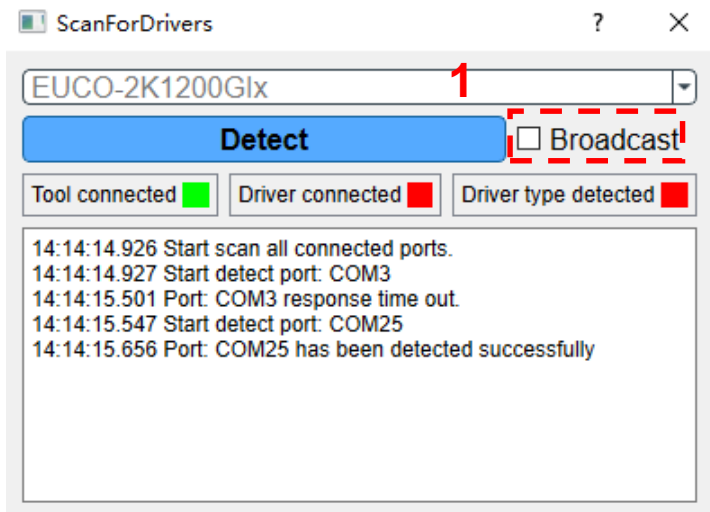 ScanForDrivers
?
EUCO-2K1200GIx
1
Detect
Broadcast
Tool connected
Driver connected
Driver type detected
14:14:14.926 Start scan all connected ports.
14:14:14.927 Start detect port: COM3
14:14:15.501 Port: COM3 response time out.
14:14:15.547 Start detect port: COM25
14:14:15.656 Port: COM25 has been detected successfully